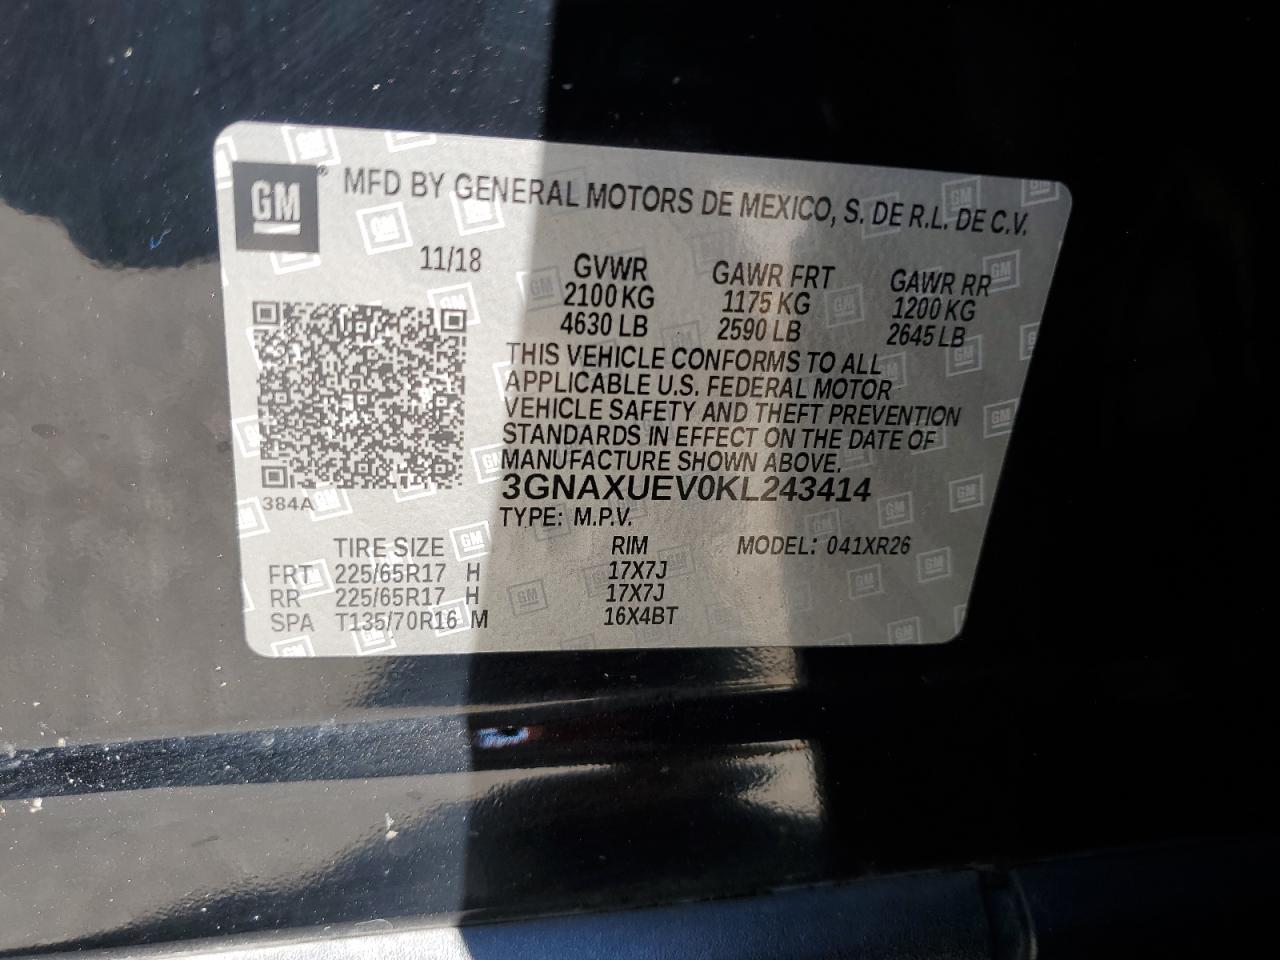 GM® MFD BY GENERAL MOTORS DE MEXICO, S. DE R.L. DE C.V.
11/18 GVWR GAWR FRT GAWR RR
2100 KG 1175 KG 1200 KG
4630 LB 2590 LB 2645 LB
THIS VEHICLE CONFORMS TO ALL
APPLICABLE U.S. FEDERAL MOTOR
VEHICLE SAFETY AND THEFT PREVENTION
STANDARDS IN EFFECT ON THE DATE OF
MANUFACTURE SHOWN ABOVE.
3GNAXUEV0KL243414
384A
TYPE: M.P.V.
TIRE SIZE RIM MODEL: 041XR26
FRT 225/65R17 H 17X7J
RR 225/65R17 H 17X7J
SPA T135/70R16 M 16X4BT